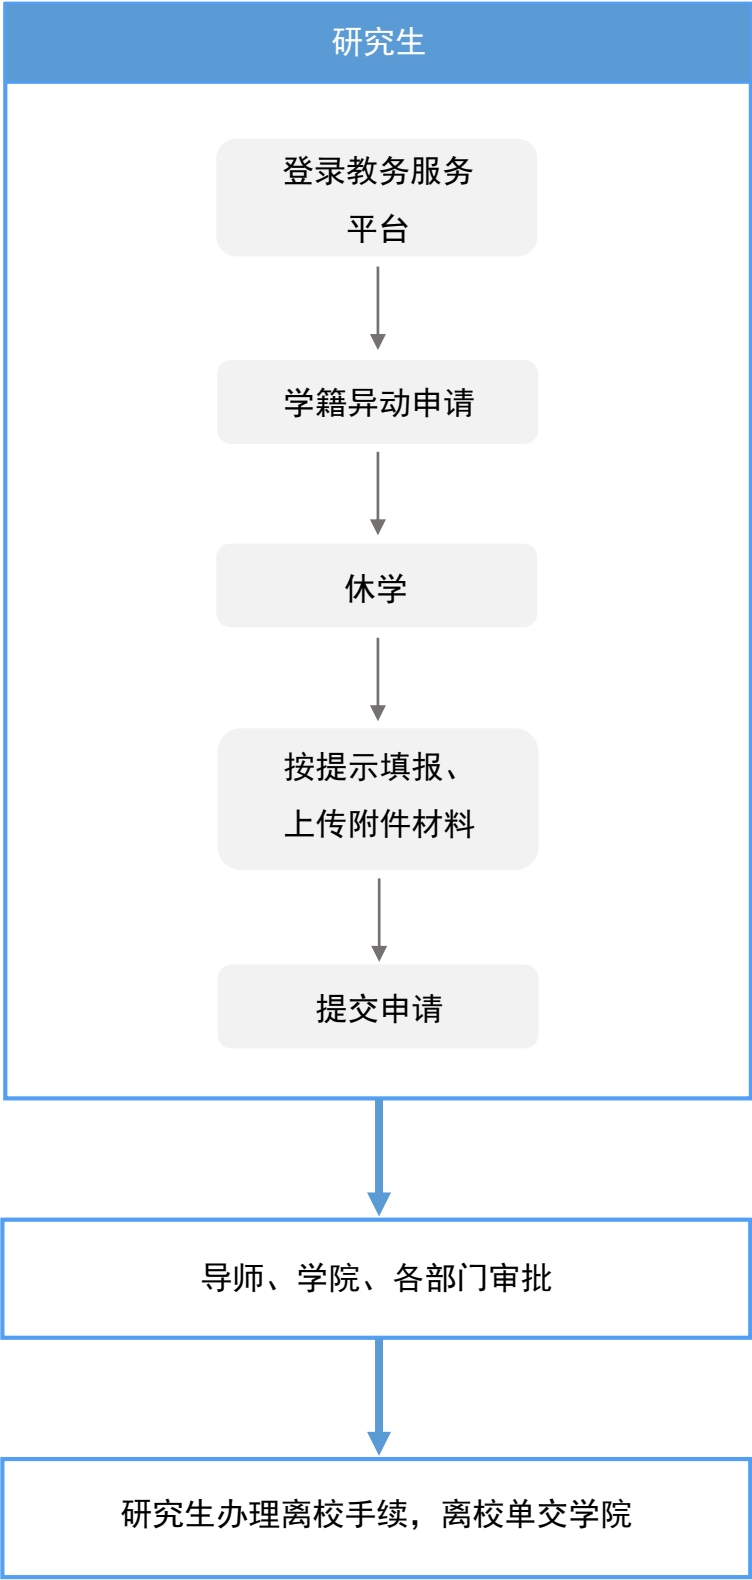 研究生
登录教务服务
平台
学籍异动申请
休学
按提示填报、
上传附件材料
提交申请
导师、学院、各部门审批
研究生办理离校手续，离校单交学院